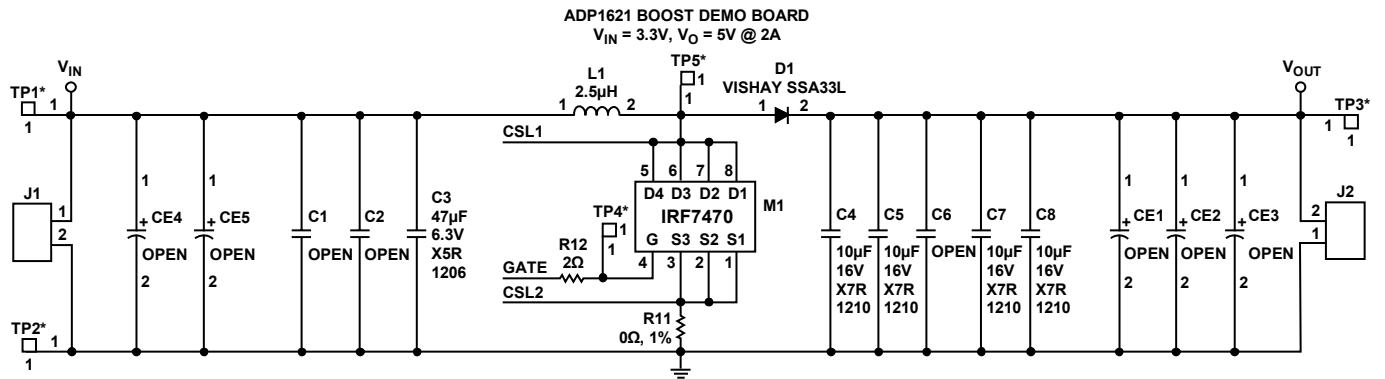 ADP1621 BOOST DEMO BOARD
VIN = 3.3V, VO = 5V @ 2A
TP5*
1
1
L1
2.5µH
1
2
D1
VISHAY SSA33L
1
2
VIN
TP1*
1
1
VOUT
TP3*
1
1
CSL1
5
6
7
8
D4
D3
D2
D1
IRF7470
M1
G
S3
S2
S1
4
3
2
1
TP4*
1
1
R12
2Ω
GATE
CSL2
R11
0Ω, 1%
J1
1
2
1
+
CE4
OPEN
2
1
+
CE5
OPEN
2
C1
OPEN
C2
OPEN
C3
47µF
6.3V
X5R
1206
C4
10µF
16V
X7R
1210
C5
10µF
16V
X7R
1210
C6
OPEN
C7
10µF
16V
X7R
1210
C8
10µF
16V
X7R
1210
1
+
CE1
OPEN
2
1
+
CE2
OPEN
2
1
+
CE3
OPEN
2
J2
2
1
TP2*
1
1